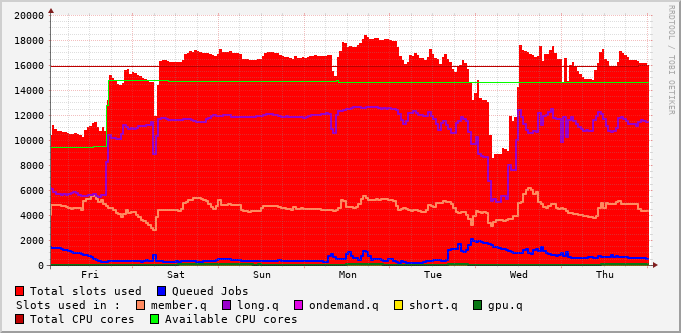 20000
18000
16000
14000
12000
10000
8000
6000
4000
2000
0
Fri Sat Sun Mon Tue Wed Thu
Total slots used Queued Jobs
Slots used in : member.q long.q ondemand.q short.q gpu.q
Total CPU cores Available CPU cores
RRDTOOL / TOBI OETIKER